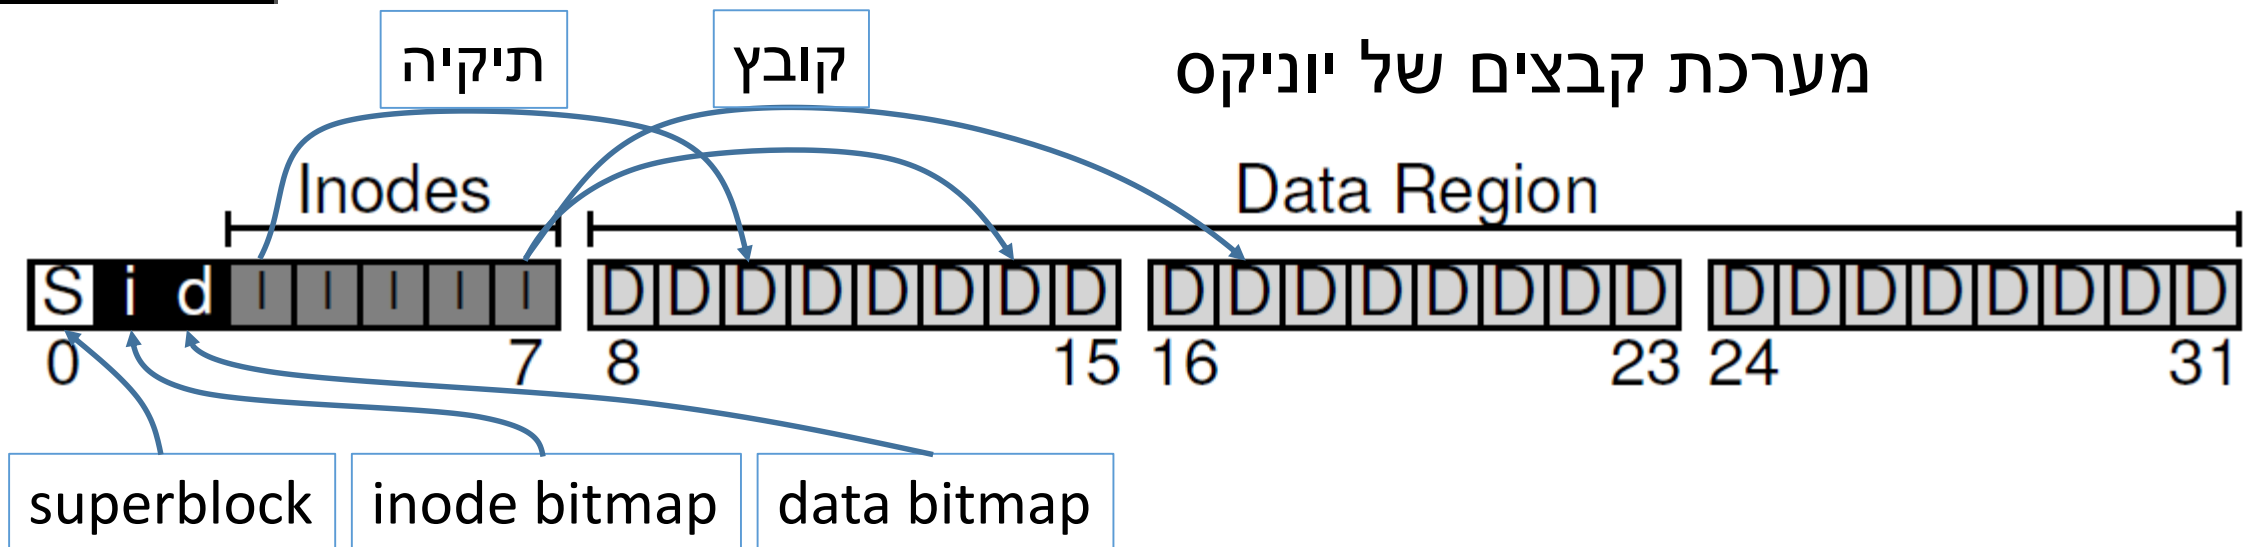 מערכת קבצים של יוניקס
תיקיה קובץ
Inodes Data Region
S i d I I I I I D D D D D D D D D D D D D D D D D D D D D D D D
0 7 8 15 16 23 24 31
superblock inode bitmap data bitmap